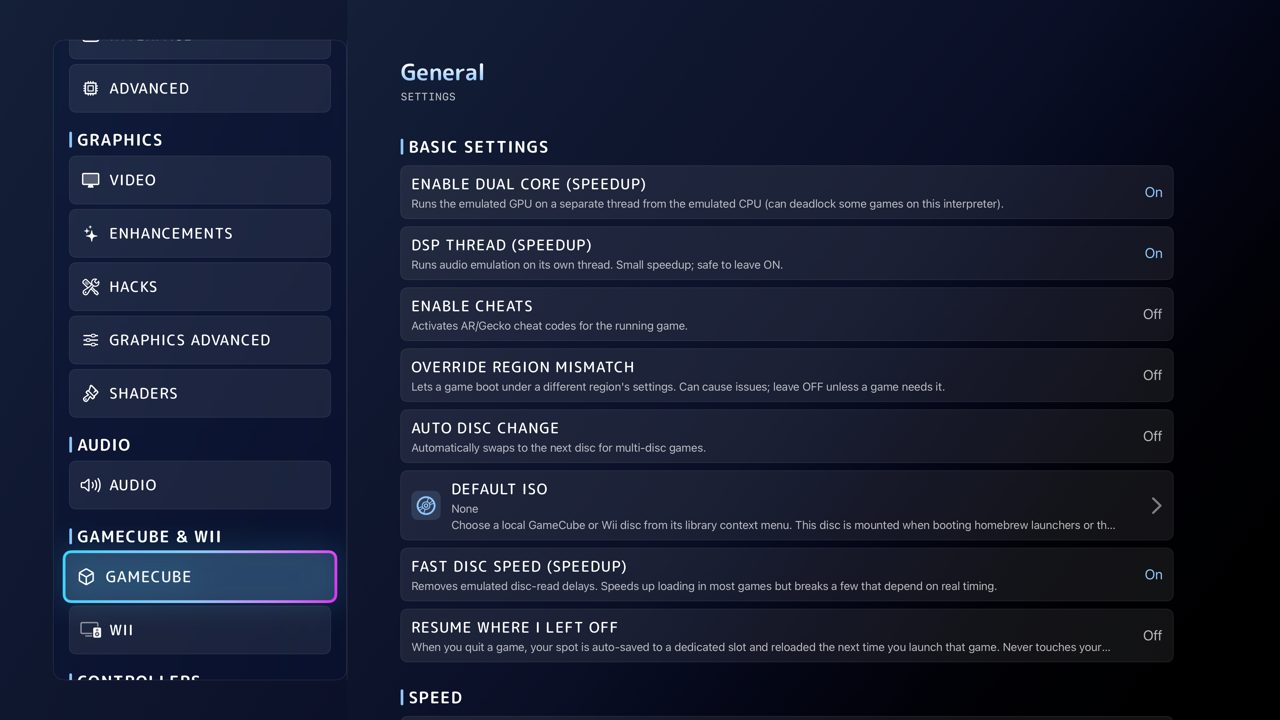 ADVANCED
GRAPHICS
VIDEO
ENHANCEMENTS
HACKS
GRAPHICS ADVANCED
SHADERS
AUDIO
AUDIO
GAMECUBE & WII
GAMECUBE
WII
CONTROLLERS
General
SETTINGS
BASIC SETTINGS
ENABLE DUAL CORE (SPEEDUP)
Runs the emulated GPU on a separate thread from the emulated CPU (can deadlock some games on this interpreter).
On
DSP THREAD (SPEEDUP)
Runs audio emulation on its own thread. Small speedup; safe to leave ON.
On
ENABLE CHEATS
Activates AR/Gecko cheat codes for the running game.
Off
OVERRIDE REGION MISMATCH
Lets a game boot under a different region's settings. Can cause issues; leave OFF unless a game needs it.
Off
AUTO DISC CHANGE
Automatically swaps to the next disc for multi-disc games.
Off
DEFAULT ISO
None
Choose a local GameCube or Wii disc from its library context menu. This disc is mounted when booting homebrew launchers or th...
FAST DISC SPEED (SPEEDUP)
Removes emulated disc-read delays. Speeds up loading in most games but breaks a few that depend on real timing.
On
RESUME WHERE I LEFT OFF
When you quit a game, your spot is auto-saved to a dedicated slot and reloaded the next time you launch that game. Never touches your...
Off
SPEED